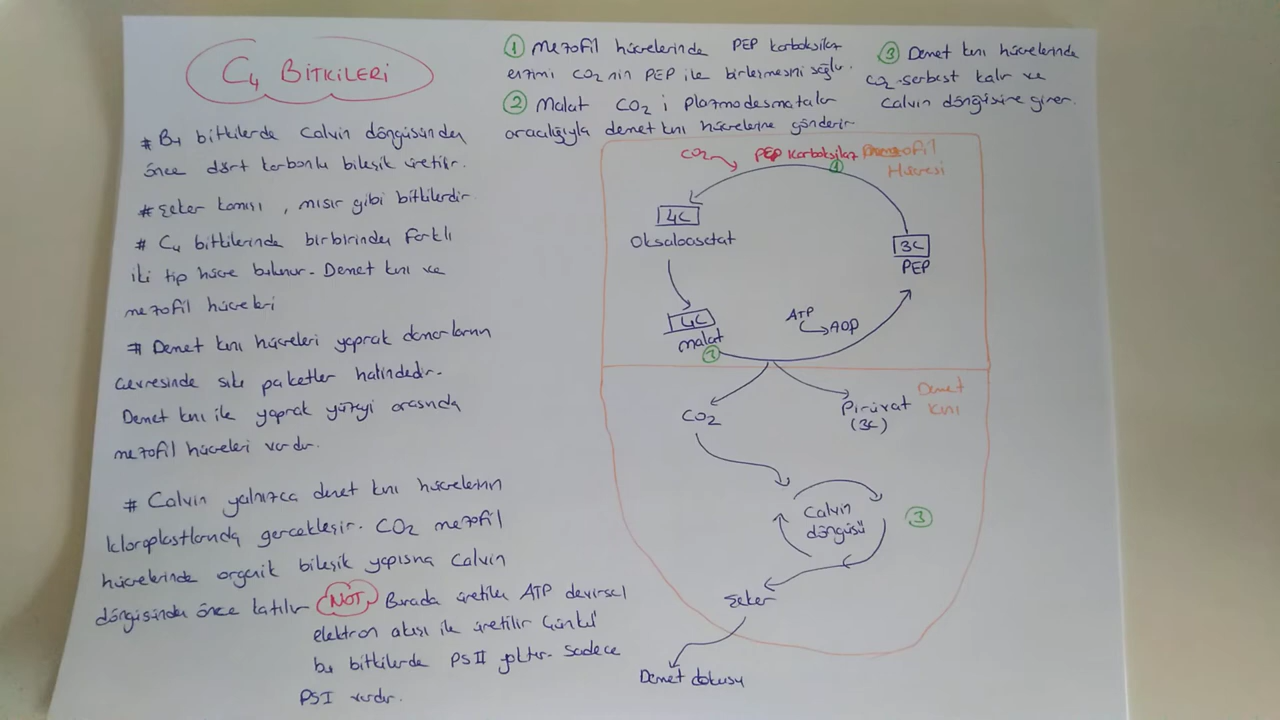 C4 BİTKİLERİ
# Bu bitkilerde Calvin döngüsünden
önce dört karbonlu bileşik üretilir.
# Şeker kamışı, mısır gibi bitkilerdir
# C4 bitkilerinde birbirinden farklı
iki tip hücre bulunur. Demet kını ve
mezofil hücreleri
# Demet kını hücreleri yaprak damarlarının
çevresinde sıkı paketler halindedir.
Demet kını ile yaprak yüzeyi arasında
mezofil hücreleri vardır.
# Calvin yalnızca demet kını hücrelerinin
kloroplastlarında gerçekleşir. CO2 mezofil
hücrelerinde organik bileşik yapısına Calvin
döngüsünden önce katılır
NOT Burada üretilen ATP devirsel
elektron akışı ile üretilir çünkü
bu bitkilerde PSII yoktur. Sadece
PSI vardır.
① Mezofil hücrelerinde PEP karboksilaz
enzimi CO2 nin PEP ile birleşmesini sağlar.
② Malat CO2 i plazmodesmatalar
aracılığıyla demet kını hücrelerine gönderir
③ Demet kını hücrelerinde
CO2 serbest kalır ve
Calvin döngüsüne girer.
CO2 PEP karboksilaz
①
Mezofil
Hücresi
4C
Oksaloasetat
3C
PEP
4C
malat
②
ATP
ADP
Demet
kını
CO2
Pirüvat
(3C)
Calvin
döngüsü
③
Şeker
Demet dokusu